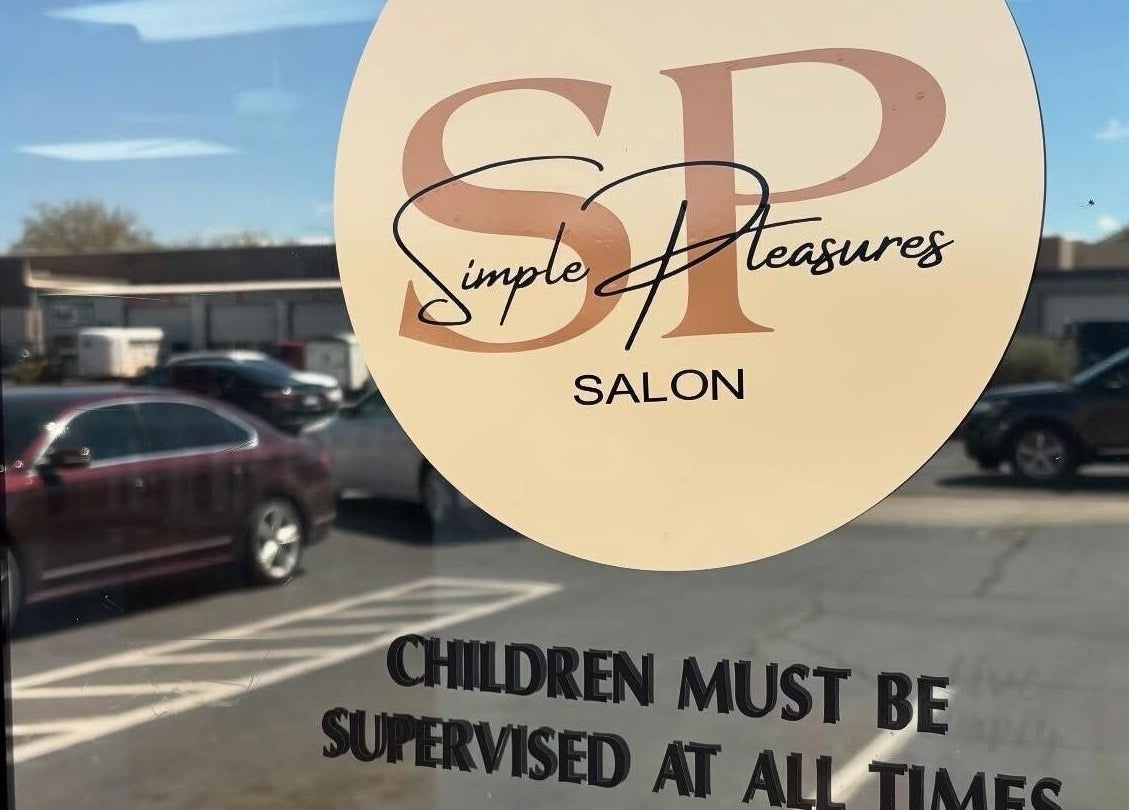 SP
Simple Pleasures
SALON
CHILDREN MUST BE
SUPERVISED AT ALL TIMES